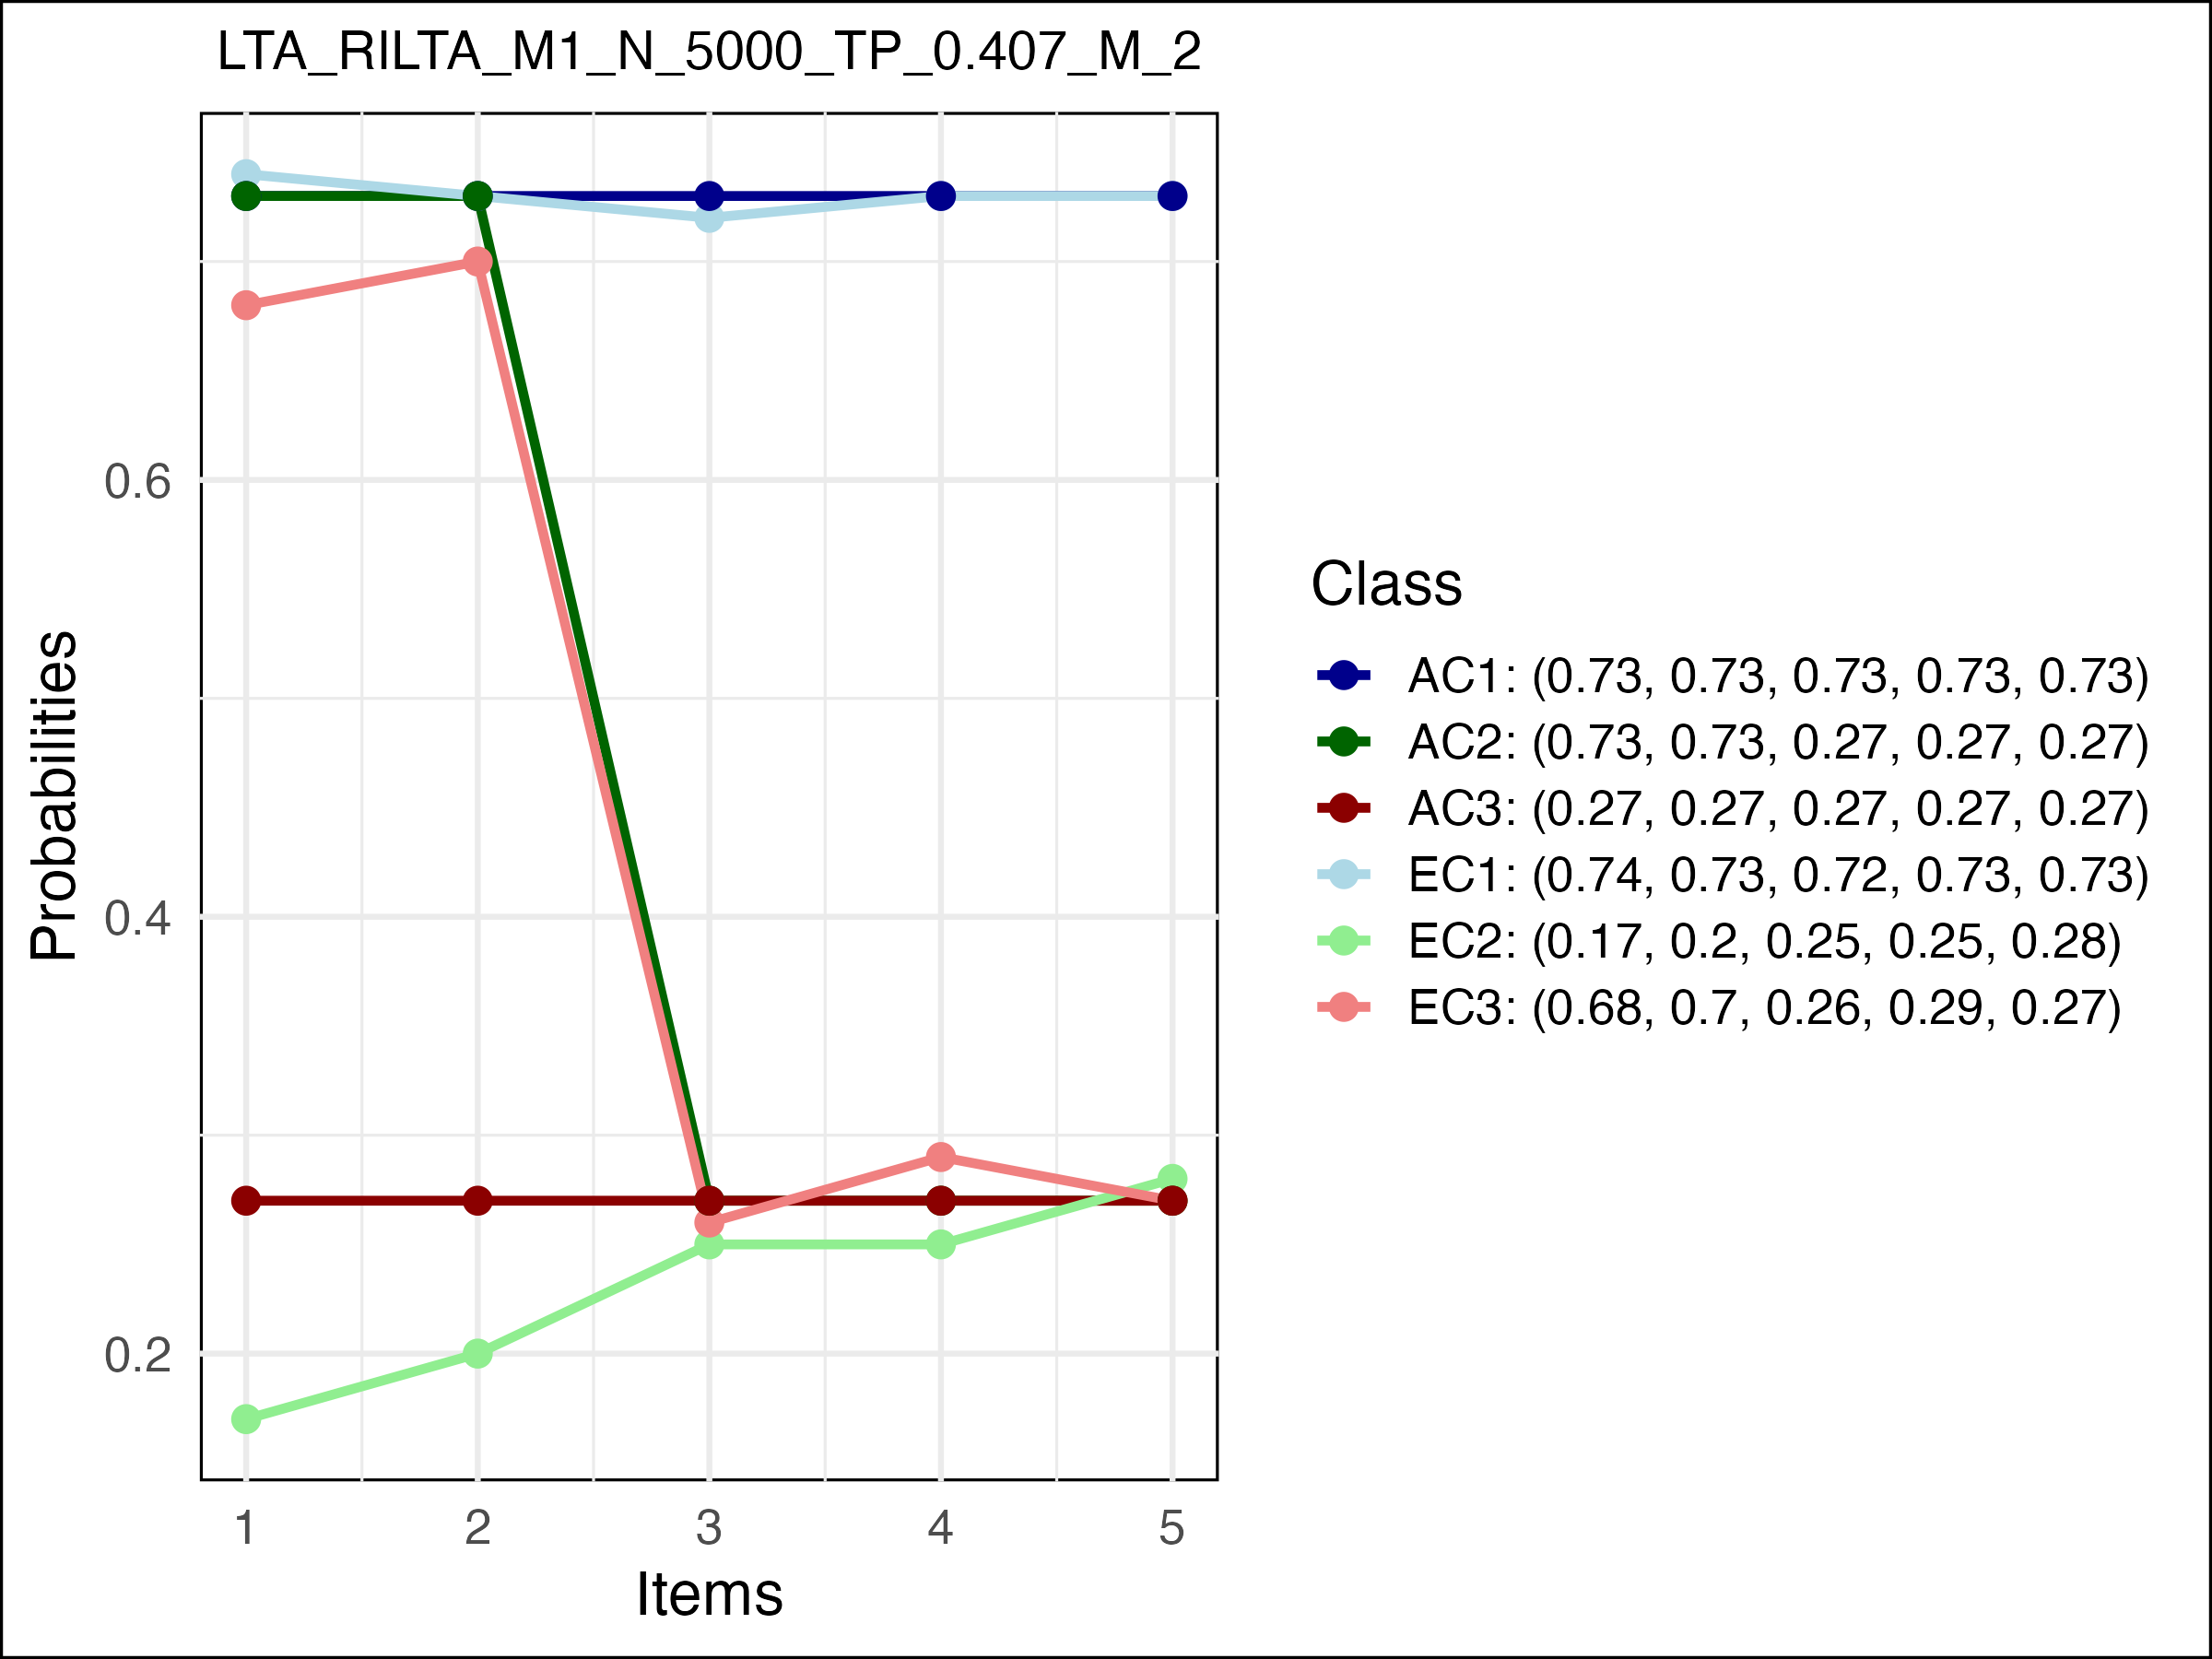 LTA_RILTA_M1_N_5000_TP_0.407_M_2
Probabilities
0.6
0.4
0.2
1 2 3 4 5
Items
Class
AC1: (0.73, 0.73, 0.73, 0.73, 0.73)
AC2: (0.73, 0.73, 0.27, 0.27, 0.27)
AC3: (0.27, 0.27, 0.27, 0.27, 0.27)
EC1: (0.74, 0.73, 0.72, 0.73, 0.73)
EC2: (0.17, 0.2, 0.25, 0.25, 0.28)
EC3: (0.68, 0.7, 0.26, 0.29, 0.27)